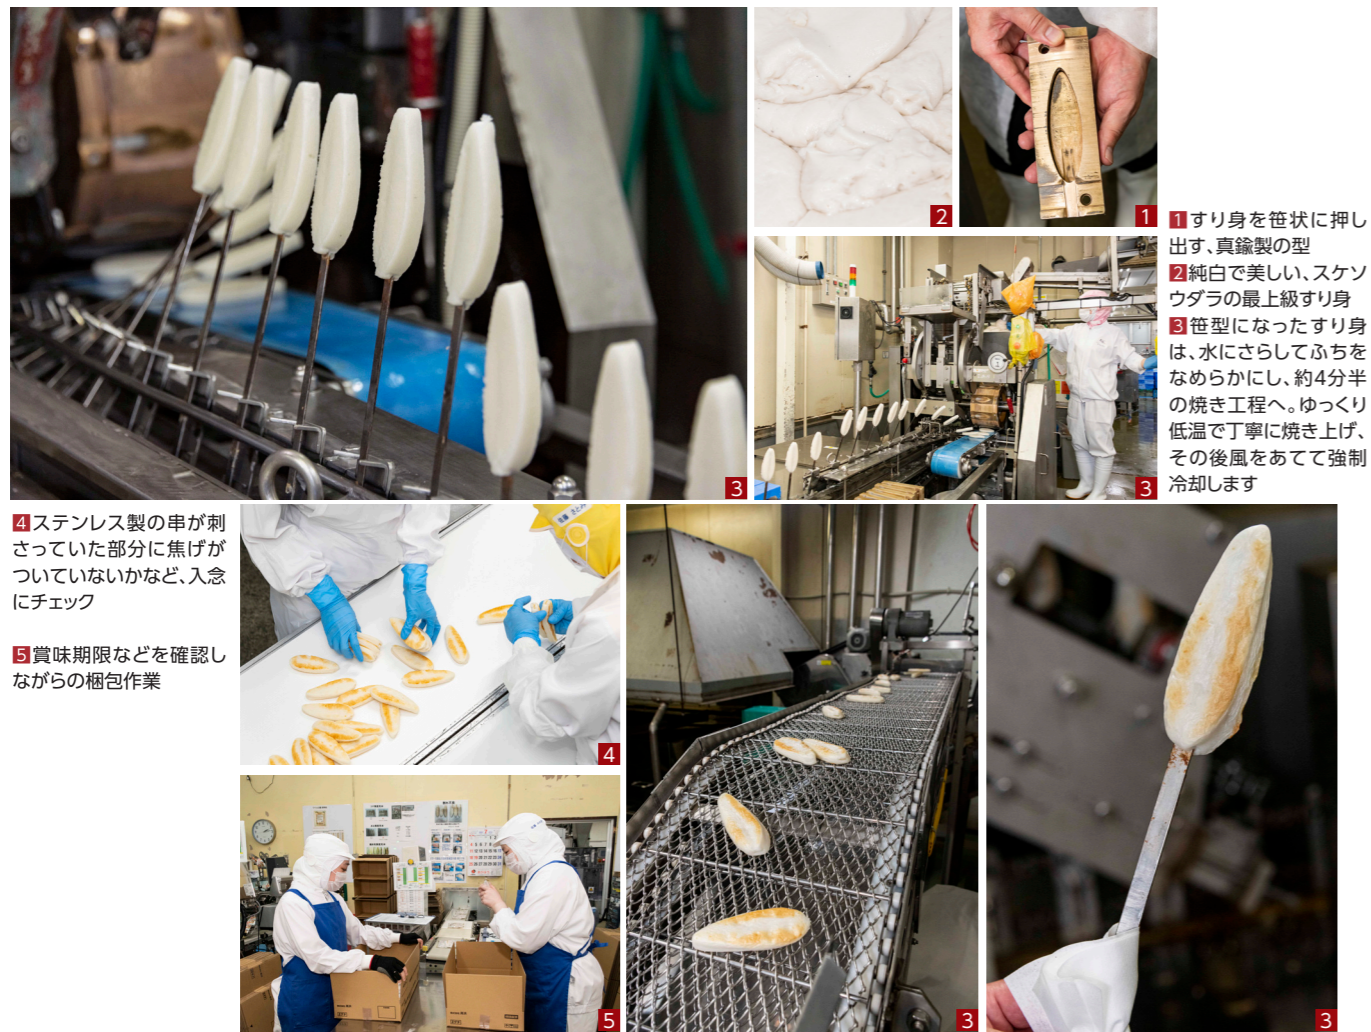 3
2
1
3
1すり身を笹状に押し
出す、真鍮製の型
2純白で美しい、スケソ
ウダラの最上級すり身
3笹型になったすり身
は、水にさらしてふちを
なめらかにし、約4分半
の焼き工程へ。ゆっくり
低温で丁寧に焼き上げ、
その後風をあてて強制
冷却します
4ステンレス製の串が刺
さっていた部分に焦げが
ついていないかなど、入念
にチェック
5賞味期限などを確認し
ながらの梱包作業
4
5
3
3